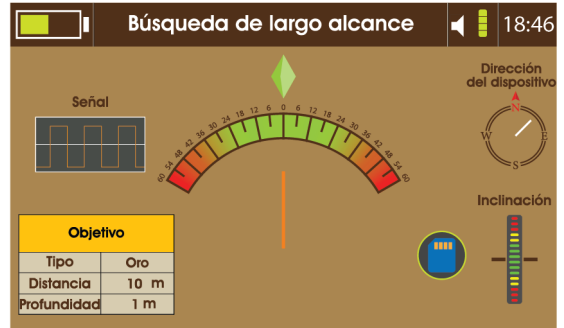 Búsqueda de largo alcance
18:46
Señal
60 54 48 42 36 30 24 18 12 6 0 6 12 18 24 30 36 42 48 54 60
Dirección
del dispositivo
N
W E
S
Inclinación
Objetivo
Tipo Oro
Distancia 10 m
Profundidad 1 m